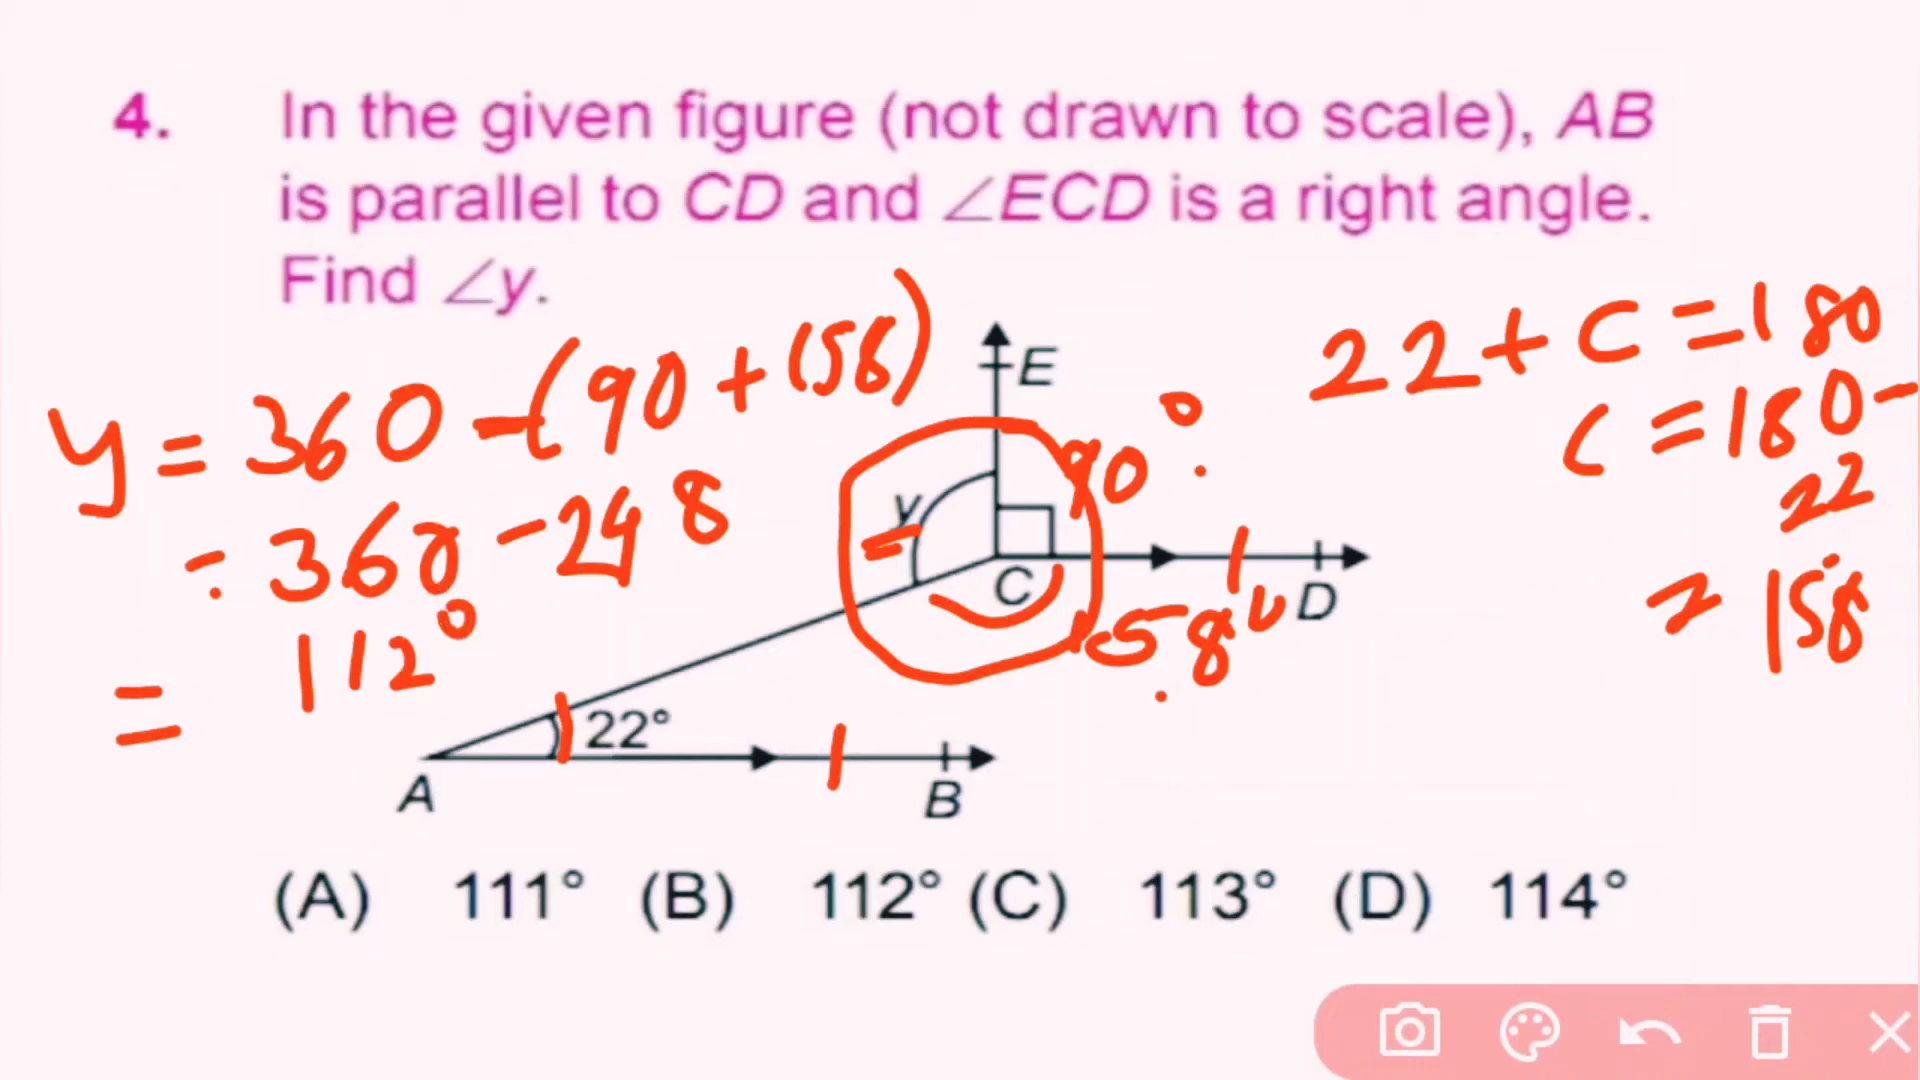 4. In the given figure (not drawn to scale), AB
is parallel to CD and ∠ECD is a right angle.
Find ∠y.
y = 360 - (90 + 158)
= 360 - 248
= 112°
22 + C = 180
C = 180 -
22
= 158
E
90°
y
C
D
158°
22°
A
B
(A) 111° (B) 112° (C) 113° (D) 114°